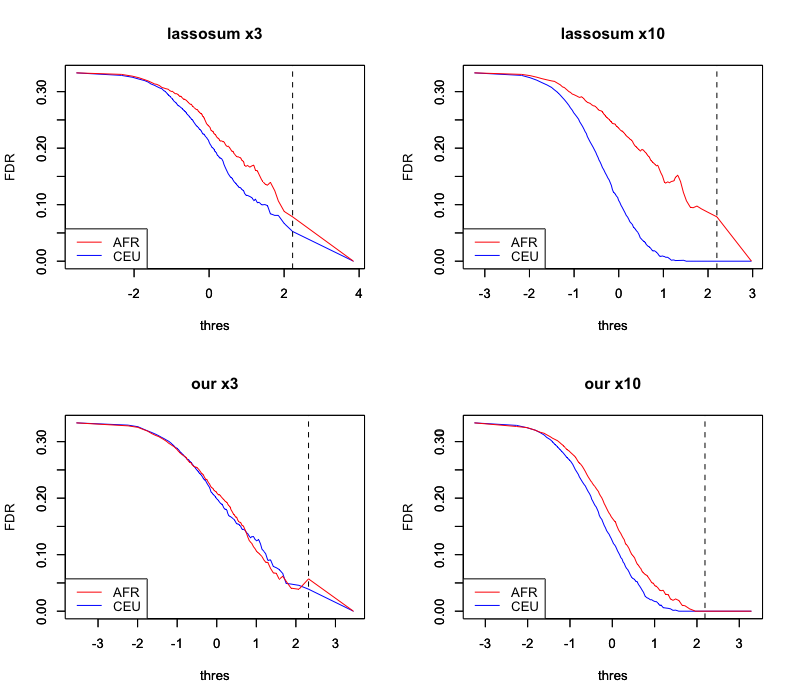 lassosum x3
FDR
0.00 0.10 0.20 0.30
AFR
CEU
-2 0 2 4
thres
lassosum x10
FDR
0.00 0.10 0.20 0.30
AFR
CEU
-3 -2 -1 0 1 2 3
thres
our x3
FDR
0.00 0.10 0.20 0.30
AFR
CEU
-3 -2 -1 0 1 2 3
thres
our x10
FDR
0.00 0.10 0.20 0.30
AFR
CEU
-3 -2 -1 0 1 2 3
thres